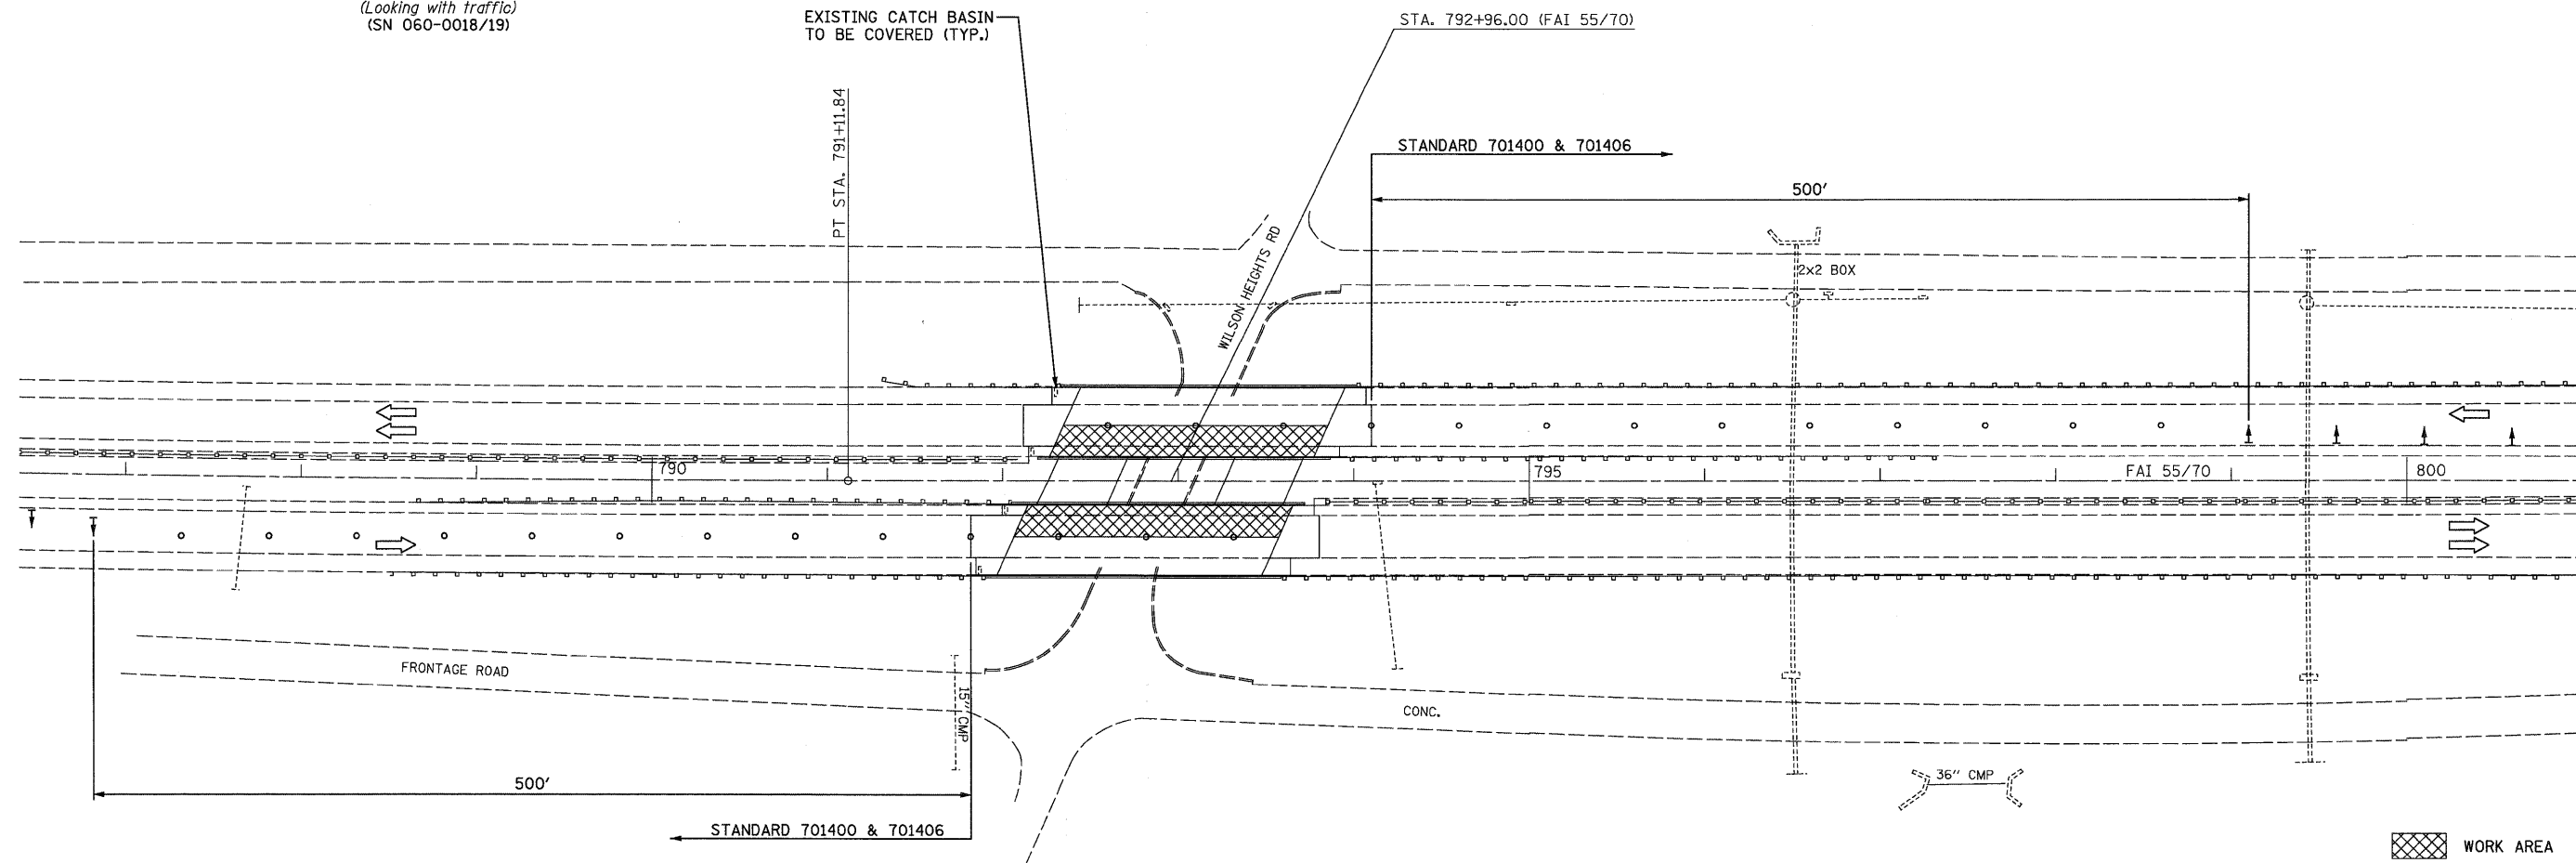 (Looking with traffic)
(SN 060-0018/19)
EXISTING CATCH BASIN
TO BE COVERED (TYP.)
STA. 792+96.00 (FAI 55/70)
PT STA. 791+11.84
STANDARD 701400 & 701406
500'
WILSON HEIGHTS RD
2x2 BOX
790
795
FAI 55/70
800
FRONTAGE ROAD
15" CMP
CONC.
500'
36" CMP
STANDARD 701400 & 701406
WORK AREA